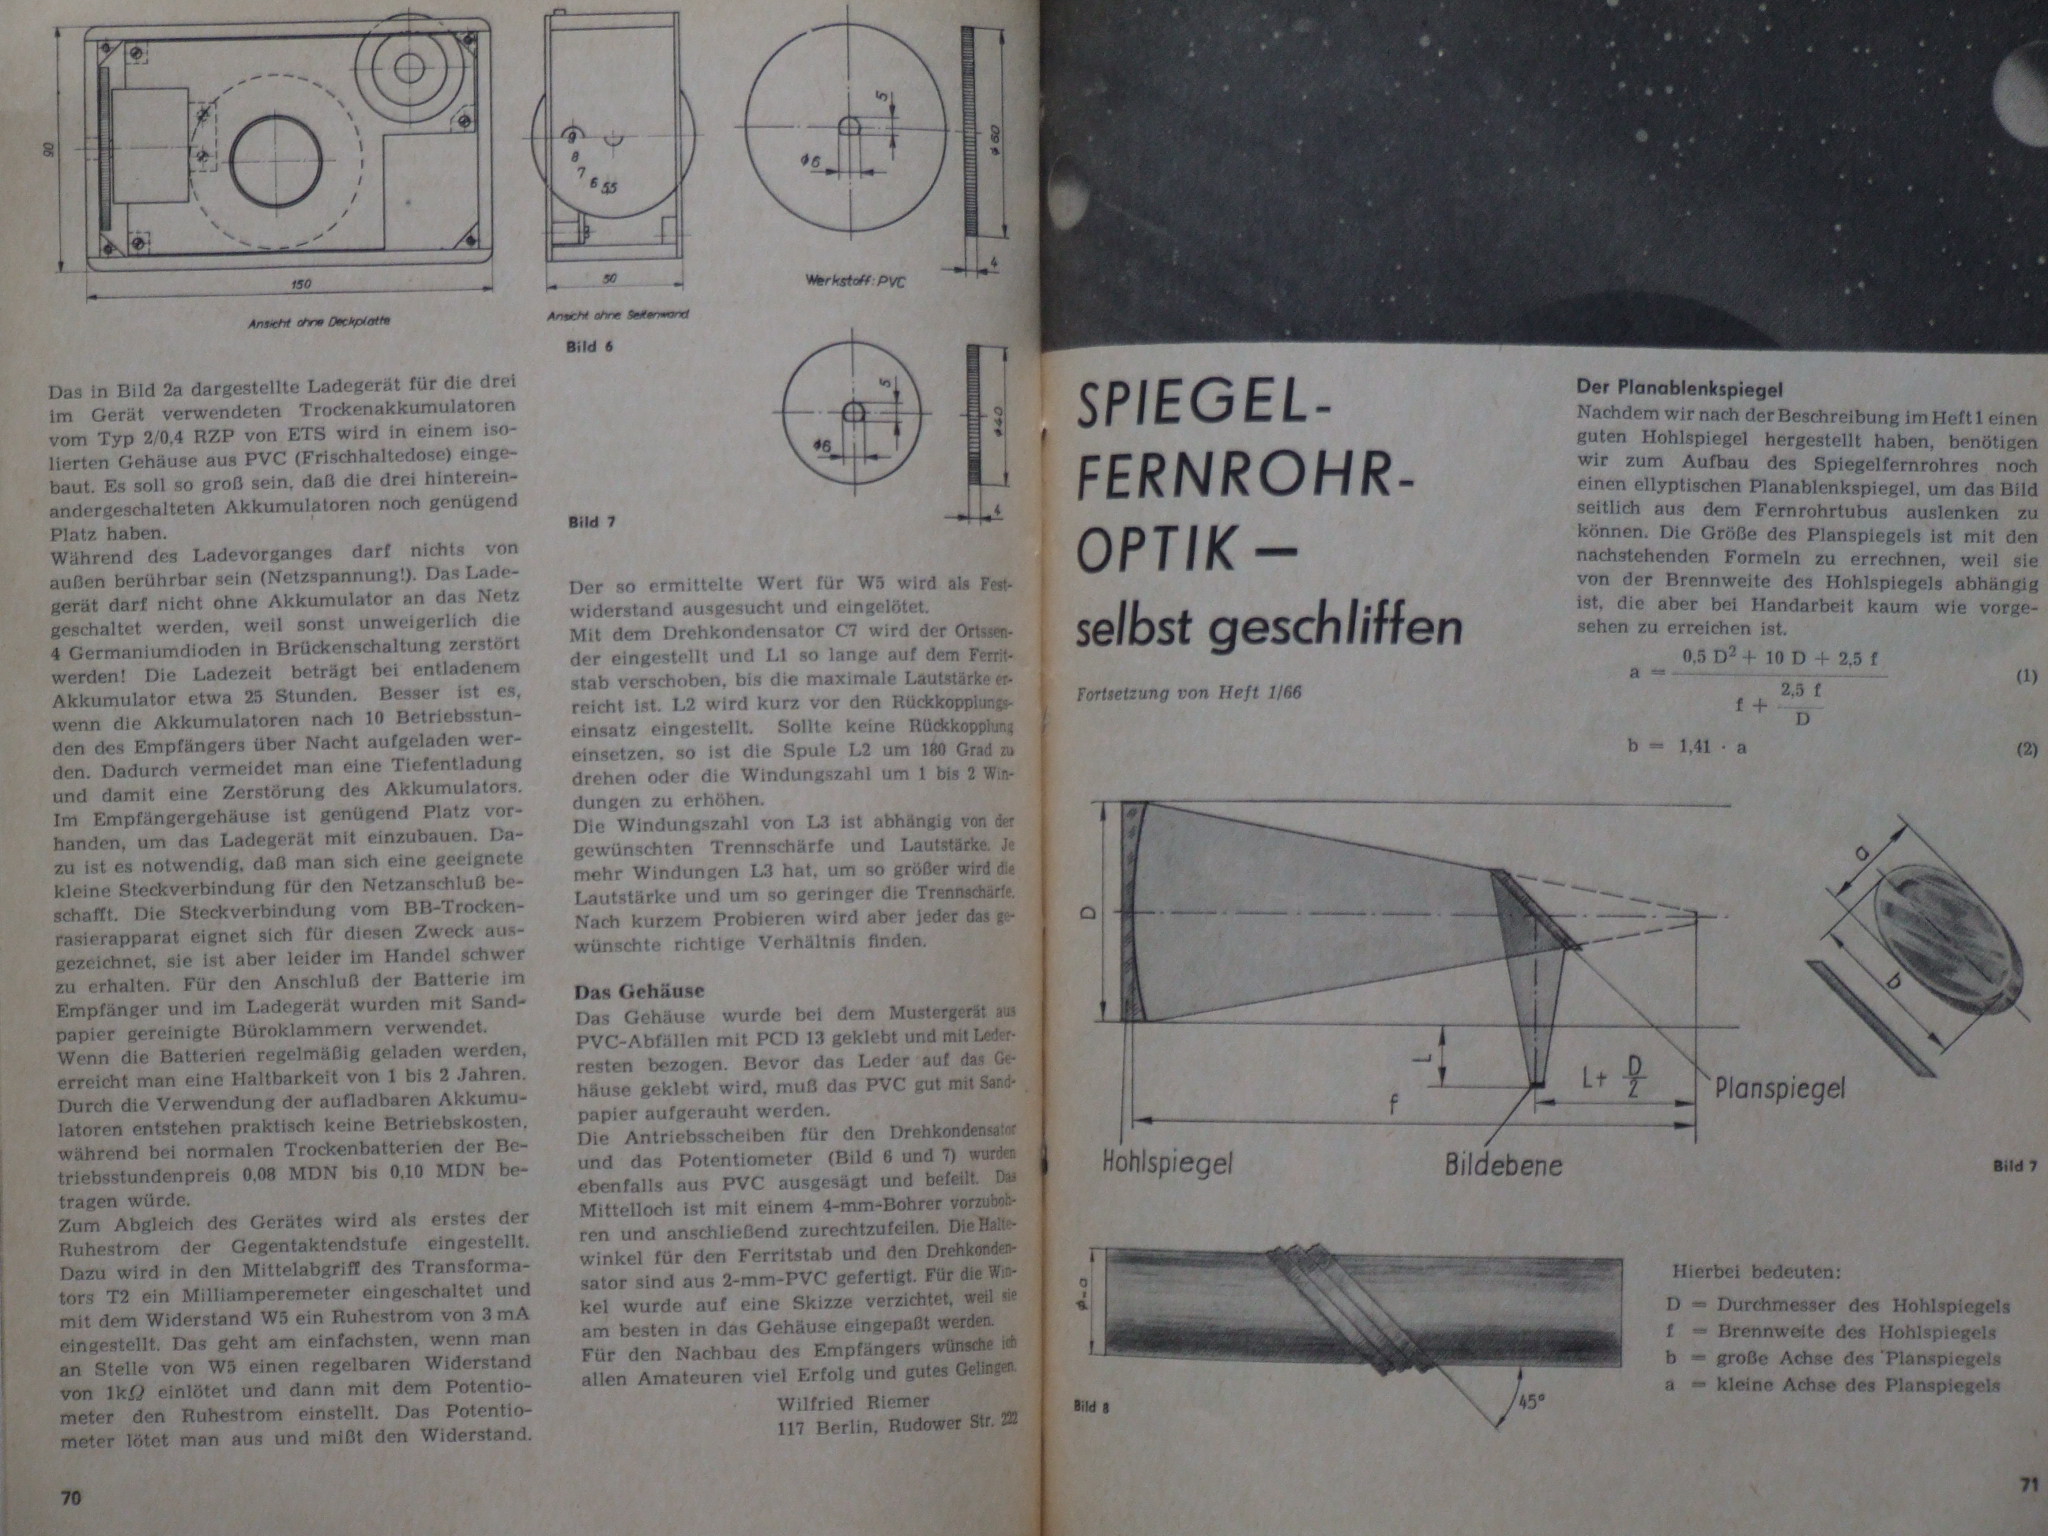 90
150
Ansicht ohne Deckplatte
9
8
7
6
5,5
50
Ansicht ohne Seitenwand
Bild 6
5
ϕ6
ϕ60
4
Werkstoff: PVC
5
ϕ6
ϕ40
4
Bild 7
Das in Bild 2a dargestellte Ladegerät für die drei
im Gerät verwendeten Trockenakkumulatoren
vom Typ 2/0,4 RZP von ETS wird in einem iso-
lierten Gehäuse aus PVC (Frischhaltedose) einge-
baut. Es soll so groß sein, daß die drei hinterein-
andergeschalteten Akkumulatoren noch genügend
Platz haben.
Während des Ladevorganges darf nichts von
außen berührbar sein (Netzspannung!). Das Lade-
gerät darf nicht ohne Akkumulator an das Netz
geschaltet werden, weil sonst unweigerlich die
4 Germaniumdioden in Brückenschaltung zerstört
werden! Die Ladezeit beträgt bei entladenem
Akkumulator etwa 25 Stunden. Besser ist es,
wenn die Akkumulatoren nach 10 Betriebsstun-
den des Empfängers über Nacht aufgeladen wer-
den. Dadurch vermeidet man eine Tiefentladung
und damit eine Zerstörung des Akkumulators.
Im Empfängergehäuse ist genügend Platz vor-
handen, um das Ladegerät mit einzubauen. Da-
zu ist es notwendig, daß man sich eine geeignete
kleine Steckverbindung für den Netzanschluß be-
schafft. Die Steckverbindung vom BB-Trocken-
rasierapparat eignet sich für diesen Zweck aus-
gezeichnet, sie ist aber leider im Handel schwer
zu erhalten. Für den Anschluß der Batterie im
Empfänger und im Ladegerät wurden mit Sand-
papier gereinigte Büroklammern verwendet.
Wenn die Batterien regelmäßig geladen werden,
erreicht man eine Haltbarkeit von 1 bis 2 Jahren.
Durch die Verwendung der aufladbaren Akkumu-
latoren entstehen praktisch keine Betriebskosten,
während bei normalen Trockenbatterien der Be-
triebsstundenpreis 0,08 MDN bis 0,10 MDN be-
tragen würde.
Zum Abgleich des Gerätes wird als erstes der
Ruhestrom der Gegentaktendstufe eingestellt.
Dazu wird in den Mittelabgriff des Transforma-
tors T2 ein Milliamperemeter eingeschaltet und
mit dem Widerstand W5 ein Ruhestrom von 3 mA
eingestellt. Das geht am einfachsten, wenn man
an Stelle von W5 einen regelbaren Widerstand
von 1kΩ einlötet und dann mit dem Potentio-
meter den Ruhestrom einstellt. Das Potentio-
meter lötet man aus und mißt den Widerstand.
Der so ermittelte Wert für W5 wird als Fest-
widerstand ausgesucht und eingelötet.
Mit dem Drehkondensator C7 wird der Ortssen-
der eingestellt und L1 so lange auf dem Ferrit-
stab verschoben, bis die maximale Lautstärke er-
reicht ist. L2 wird kurz vor den Rückkopplungs-
einsatz eingestellt. Sollte keine Rückkopplung
einsetzen, so ist die Spule L2 um 180 Grad zu
drehen oder die Windungszahl um 1 bis 2 Win-
dungen zu erhöhen.
Die Windungszahl von L3 ist abhängig von der
gewünschten Trennschärfe und Lautstärke. Je
mehr Windungen L3 hat, um so größer wird die
Lautstärke und um so geringer die Trennschärfe.
Nach kurzem Probieren wird aber jeder das ge-
wünschte richtige Verhältnis finden.
Das Gehäuse
Das Gehäuse wurde bei dem Mustergerät aus
PVC-Abfällen mit PCD 13 geklebt und mit Leder-
resten bezogen. Bevor das Leder auf das Ge-
häuse geklebt wird, muß das PVC gut mit Sand-
papier aufgerauht werden.
Die Antriebsscheiben für den Drehkondensator
und das Potentiometer (Bild 6 und 7) wurden
ebenfalls aus PVC ausgesägt und befeilt. Das
Mittelloch ist mit einem 4-mm-Bohrer vorzuboh-
ren und anschließend zurechtzufeilen. Die Halte-
winkel für den Ferritstab und den Drehkonden-
sator sind aus 2-mm-PVC gefertigt. Für die Win-
kel wurde auf eine Skizze verzichtet, weil sie
am besten in das Gehäuse eingepaßt werden.
Für den Nachbau des Empfängers wünsche ich
allen Amateuren viel Erfolg und gutes Gelingen.
Wilfried Riemer
117 Berlin, Rudower Str. 222
70
SPIEGEL-
FERNROHR-
OPTIK —
selbst geschliffen
Fortsetzung von Heft 1/66
Der Planablenkspiegel
Nachdem wir nach der Beschreibung im Heft 1 einen
guten Hohlspiegel hergestellt haben, benötigen
wir zum Aufbau des Spiegelfernrohres noch
einen ellyptischen Planablenkspiegel, um das Bild
seitlich aus dem Fernrohrtubus auslenken zu
können. Die Größe des Planspiegels ist mit den
nachstehenden Formeln zu errechnen, weil sie
von der Brennweite des Hohlspiegels abhängig
ist, die aber bei Handarbeit kaum wie vorge-
sehen zu erreichen ist.
a = (0,5 D² + 10 D + 2,5 f) / (f + 2,5 f / D) (1)
b = 1,41 · a (2)
D
L
f
L + D/2
a
b
Planspiegel
Hohlspiegel
Bildebene
Bild 7
45°
Bild 8
Hierbei bedeuten:
D = Durchmesser des Hohlspiegels
f = Brennweite des Hohlspiegels
b = große Achse des Planspiegels
a = kleine Achse des Planspiegels
71